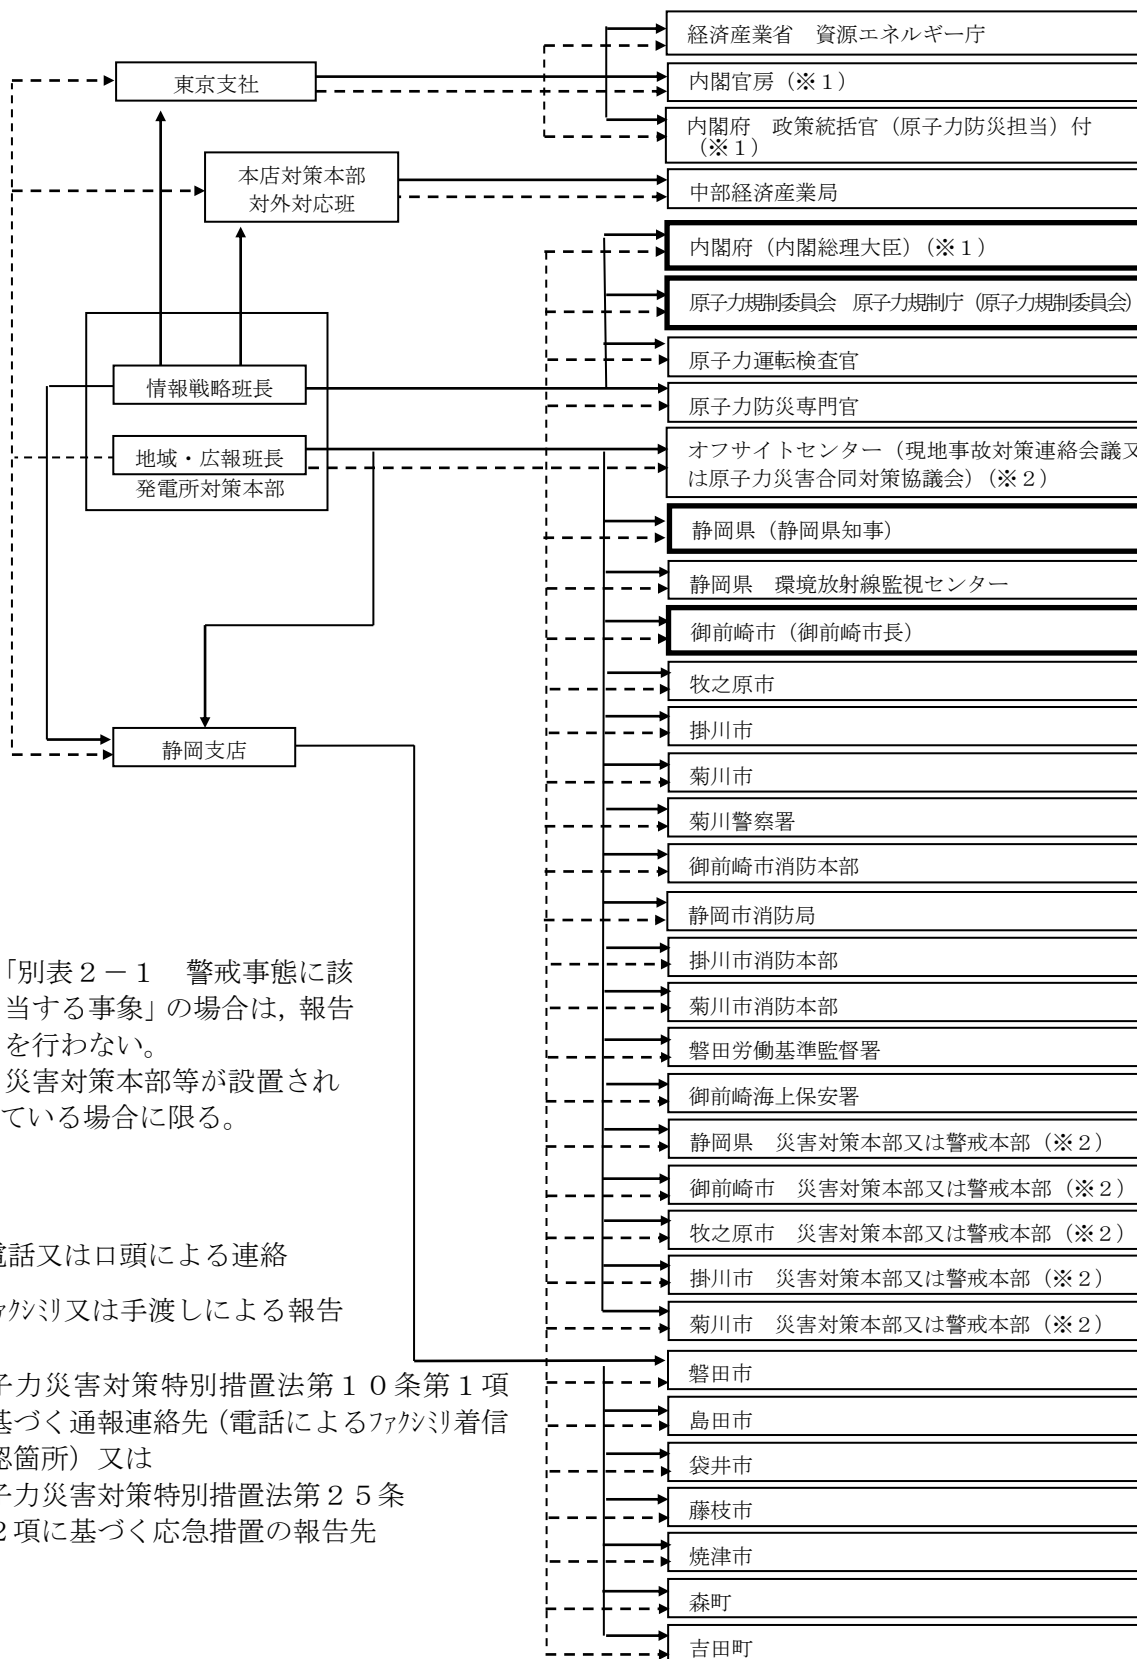 経済産業省　資源エネルギー庁
東京支社
内閣官房（※１）
内閣府　政策統括官（原子力防災担当）付
（※１）
本店対策本部
対外対応班
中部経済産業局
内閣府（内閣総理大臣）（※１）
原子力規制委員会　原子力規制庁（原子力規制委員会）
原子力運転検査官
情報戦略班長
原子力防災専門官
地域・広報班長
発電所対策本部
オフサイトセンター（現地事故対策連絡会議又
は原子力災害合同対策協議会）（※２）
静岡県（静岡県知事）
静岡県　環境放射線監視センター
御前崎市（御前崎市長）
牧之原市
掛川市
静岡支店
菊川市
菊川警察署
御前崎市消防本部
静岡市消防局
掛川市消防本部
菊川市消防本部
磐田労働基準監督署
御前崎海上保安署
静岡県　災害対策本部又は警戒本部（※２）
御前崎市　災害対策本部又は警戒本部（※２）
牧之原市　災害対策本部又は警戒本部（※２）
掛川市　災害対策本部又は警戒本部（※２）
菊川市　災害対策本部又は警戒本部（※２）
磐田市
島田市
袋井市
藤枝市
焼津市
森町
吉田町
「別表２－１　警戒事態に該
当する事象」の場合は，報告
を行わない。
災害対策本部等が設置され
ている場合に限る。
電話又は口頭による連絡
ｧｸｼﾐﾘ又は手渡しによる報告
子力災害対策特別措置法第１０条第１項
基づく通報連絡先（電話によるﾌｧｸｼﾐﾘ着信
認箇所）又は
子力災害対策特別措置法第２５条
２項に基づく応急措置の報告先